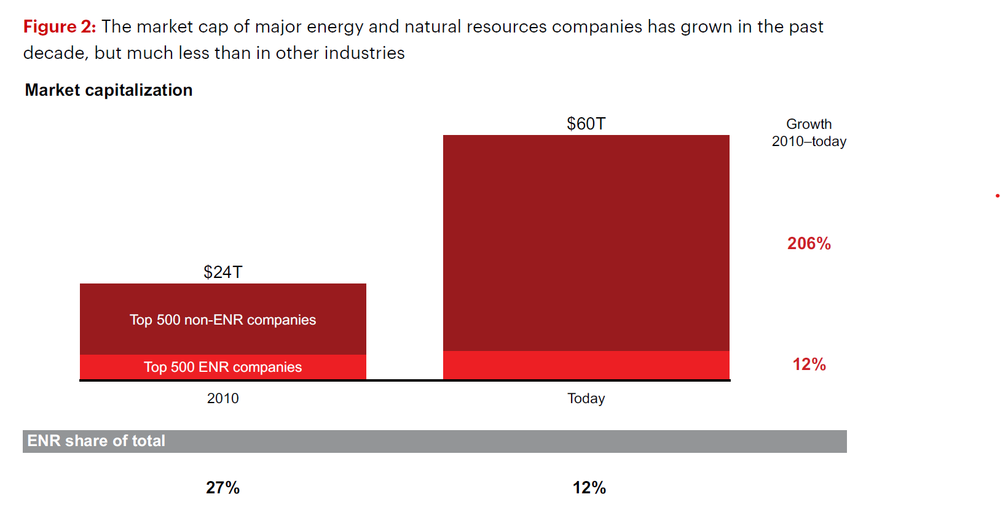 Figure 2: The market cap of major energy and natural resources companies has grown in the past
decade, but much less than in other industries
Market capitalization
$60T
Growth
2010–today
206%
$24T
Top 500 non-ENR companies
Top 500 ENR companies
12%
2010
Today
ENR share of total
27%
12%